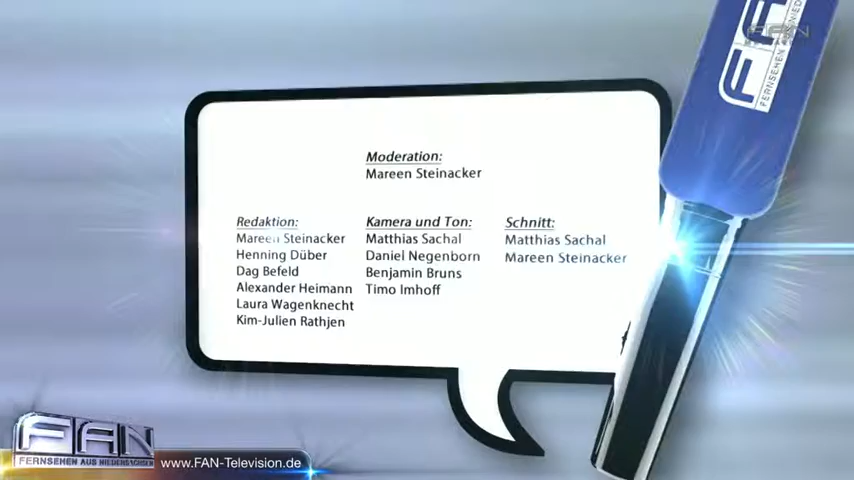 Moderation:
Mareen Steinacker
Redaktion:
Mareen Steinacker
Henning Düber
Dag Befeld
Alexander Heimann
Laura Wagenknecht
Kim-Julien Rathjen
Kamera und Ton:
Matthias Sachal
Daniel Negenborn
Benjamin Bruns
Timo Imhoff
Schnitt:
Matthias Sachal
Mareen Steinacker
FAN
FERNSEHEN
FAN
FAN
FERNSEHEN AUS NIEDERSACHSEN
www.FAN-Television.de